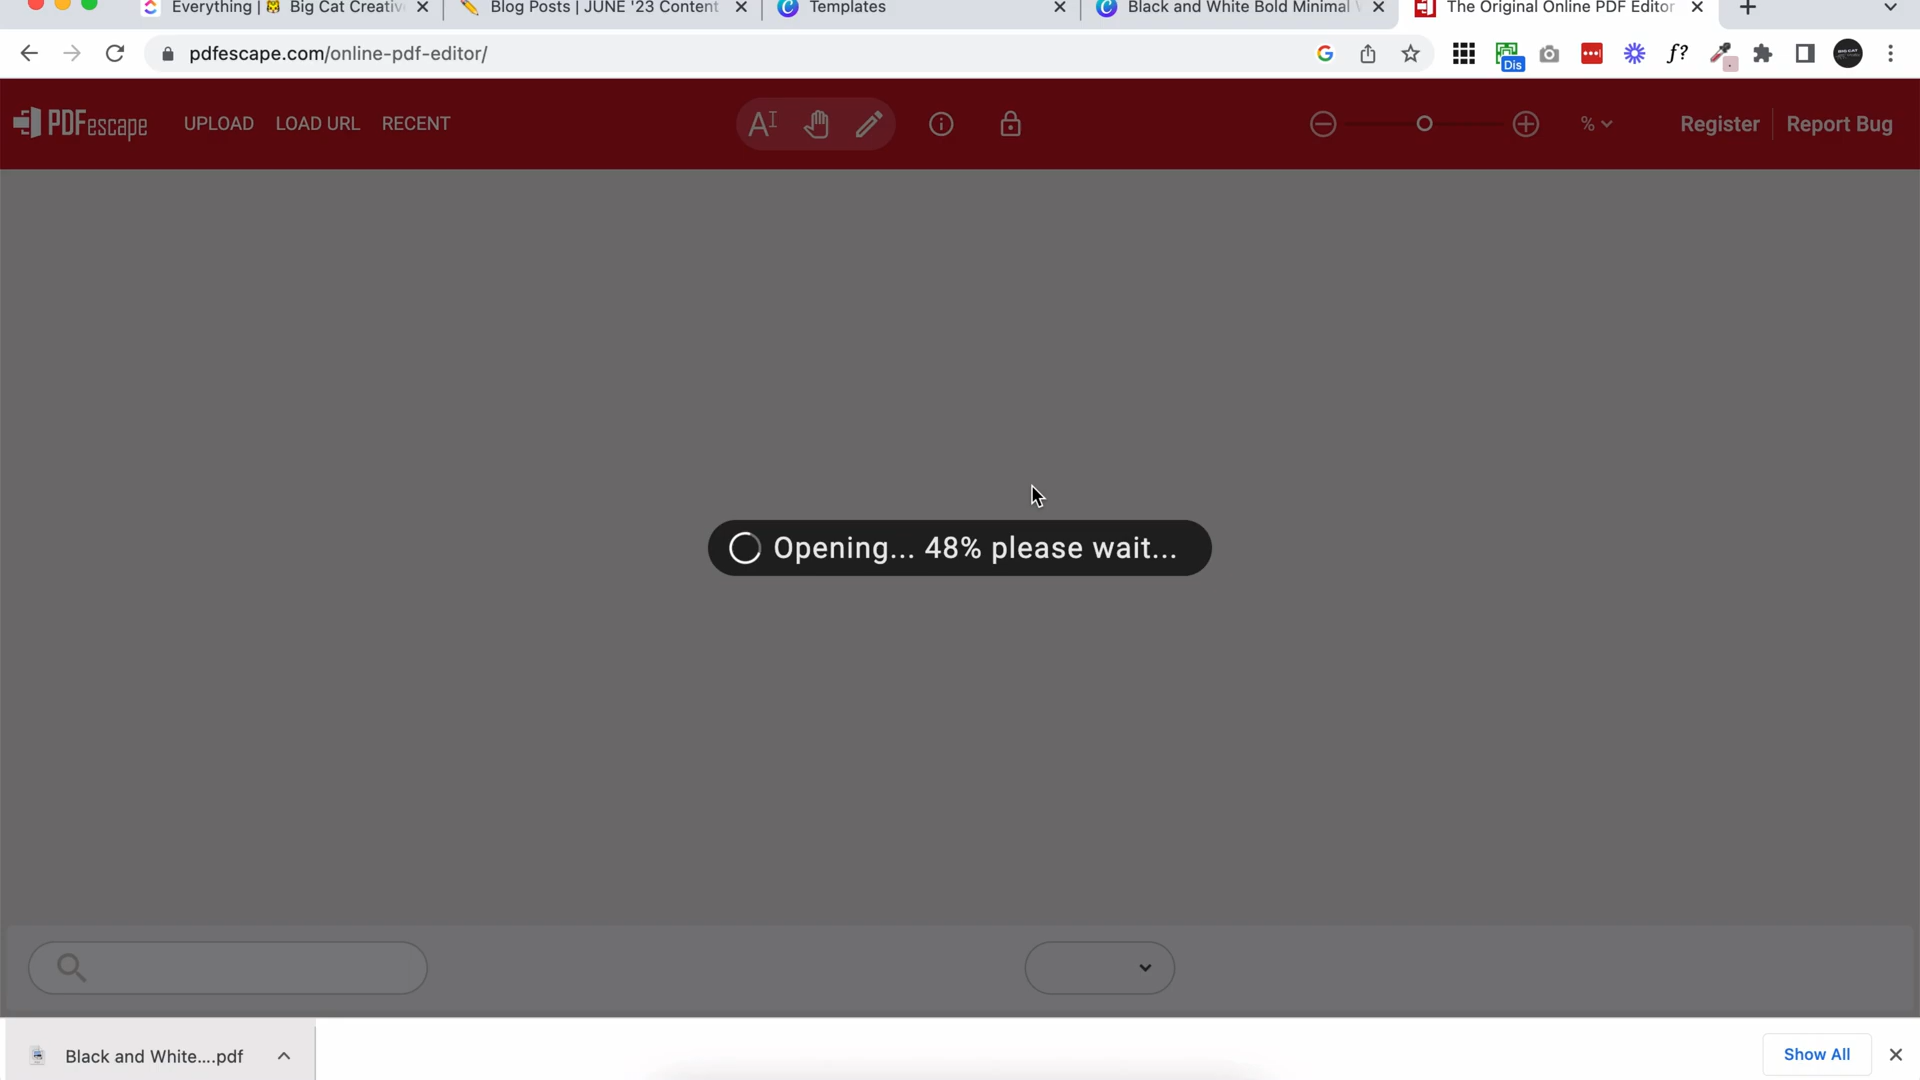 Everything | Big Cat Creativ
Blog Posts | JUNE '23 Content
Templates
Black and White Bold Minimal
The Original Online PDF Editor
pdfescape.com/online-pdf-editor/
Dis
f?
PDFescape
UPLOAD
LOAD URL
RECENT
%
Register
Report Bug
Opening... 48% please wait...
Black and White....pdf
Show All